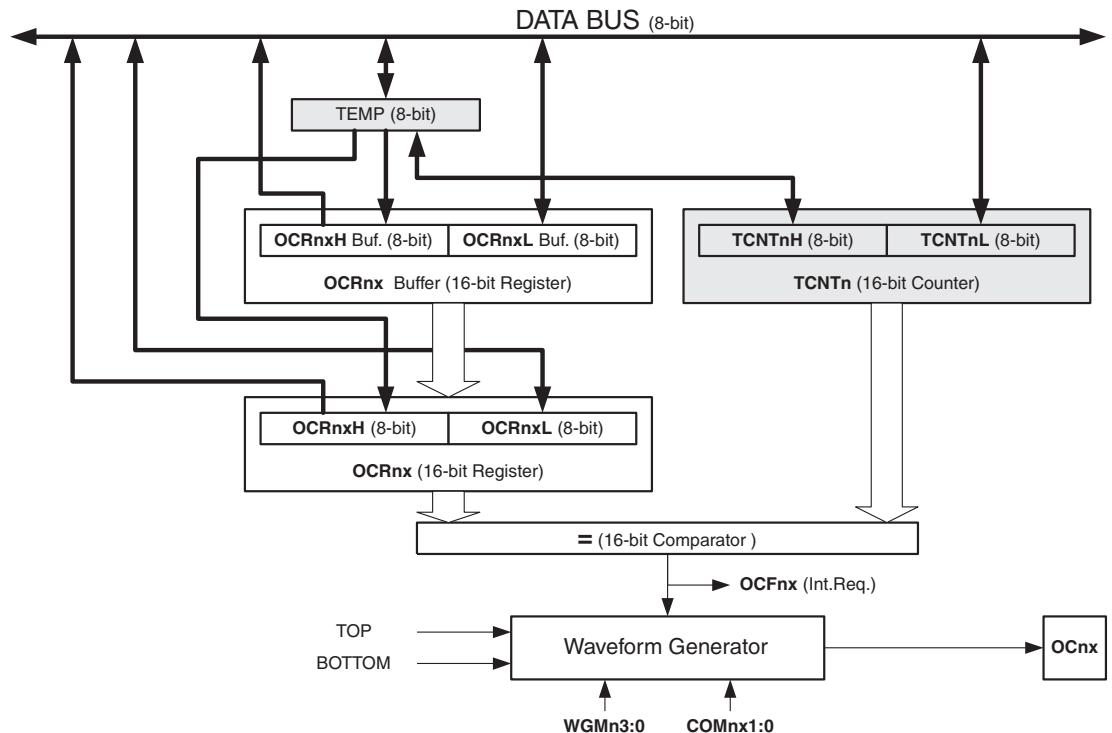 DATA BUS (8-bit)
TEMP (8-bit)
OCRnxH Buf. (8-bit) OCRnxL Buf. (8-bit)
OCRnx Buffer (16-bit Register)
TCNTnH (8-bit) TCNTnL (8-bit)
TCNTn (16-bit Counter)
OCRnxH (8-bit) OCRnxL (8-bit)
OCRnx (16-bit Register)
= (16-bit Comparator )
OCFnx (Int.Req.)
TOP
BOTTOM
Waveform Generator
OCnx
WGMn3:0 COMnx1:0